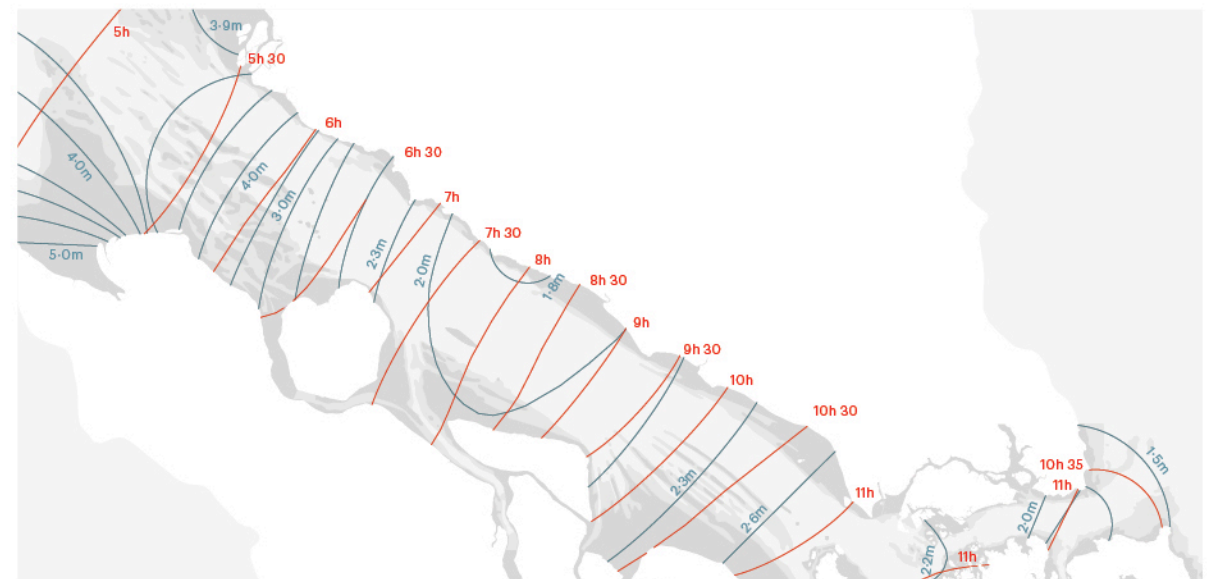 3·9m
5h
5h 30
6h
6h 30
4·0m
4·0m
3·0m
7h
7h 30
2·3m
2·0m
5·0m
8h
1·8m
8h 30
9h
9h 30
10h
10h 30
1·5m
10h 35
11h
2·3m
11h
2·6m
2·0m
2·2m
11h